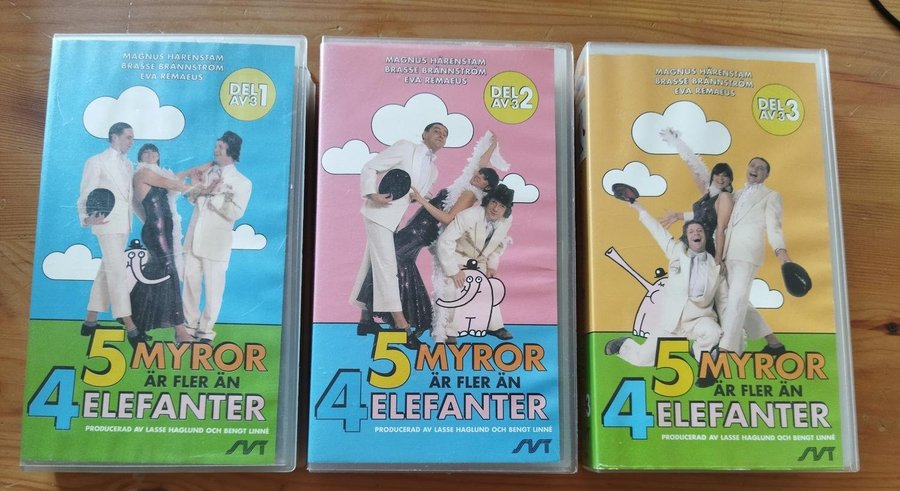 MAGNUS HÄRENSTAM
BRASSE BRÄNNSTRÖM
EVA REMAEUS
DEL 1
AV 3
5 MYROR
ÄR FLER ÄN
4 ELEFANTER
PRODUCERAD AV LASSE HAGLUND OCH BENGT LINNÉ
SVT
MAGNUS HÄRENSTAM
BRASSE BRÄNNSTRÖM
EVA REMAEUS
DEL 2
AV 3
5 MYROR
ÄR FLER ÄN
4 ELEFANTER
PRODUCERAD AV LASSE HAGLUND OCH BENGT LINNÉ
SVT
MAGNUS HÄRENSTAM
BRASSE BRÄNNSTRÖM
EVA REMAEUS
DEL 3
AV 3
3
5 MYROR
ÄR FLER ÄN
4 ELEFANTER
PRODUCERAD AV LASSE HAGLUND OCH BENGT LINNÉ
SVT